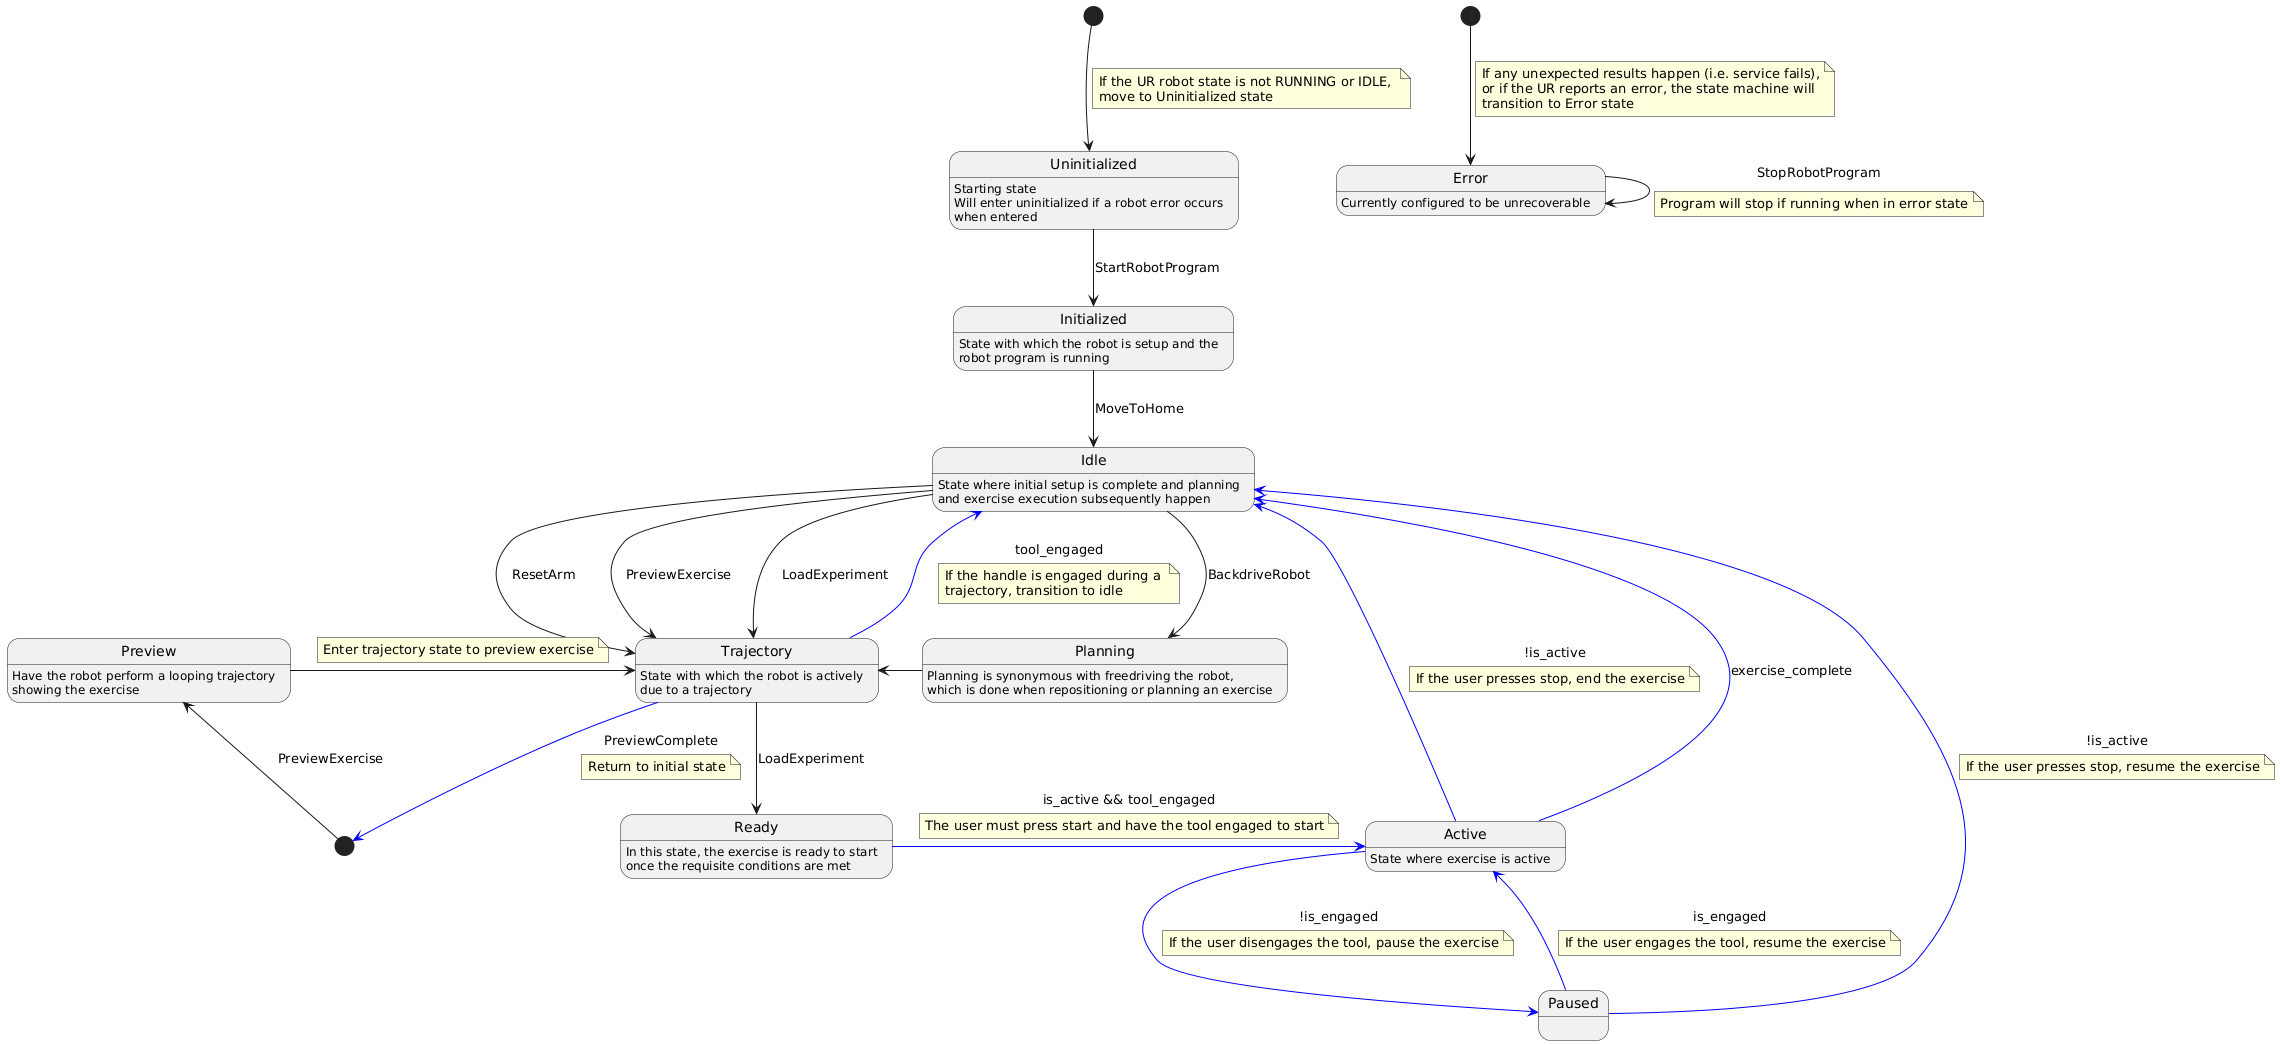 If the UR robot state is not RUNNING or IDLE,
move to Uninitialized state
If any unexpected results happen (i.e. service fails),
or if the UR reports an error, the state machine will
transition to Error state
Uninitialized
Starting state
Will enter uninitialized if a robot error occurs
when entered
Error
Currently configured to be unrecoverable
StopRobotProgram
Program will stop if running when in error state
StartRobotProgram
Initialized
State with which the robot is setup and the
robot program is running
MoveToHome
Idle
State where initial setup is complete and planning
and exercise execution subsequently happen
ResetArm
PreviewExercise
LoadExperiment
tool_engaged
If the handle is engaged during a
trajectory, transition to idle
BackdriveRobot
Preview
Have the robot perform a looping trajectory
showing the exercise
Enter trajectory state to preview exercise
Trajectory
State with which the robot is actively
due to a trajectory
Planning
Planning is synonymous with freedriving the robot,
which is done when repositioning or planning an exercise
!is_active
If the user presses stop, end the exercise
exercise_complete
!is_active
If the user presses stop, resume the exercise
PreviewExercise
PreviewComplete
Return to initial state
LoadExperiment
Ready
In this state, the exercise is ready to start
once the requisite conditions are met
is_active && tool_engaged
The user must press start and have the tool engaged to start
Active
State where exercise is active
!is_engaged
If the user disengages the tool, pause the exercise
is_engaged
If the user engages the tool, resume the exercise
Paused